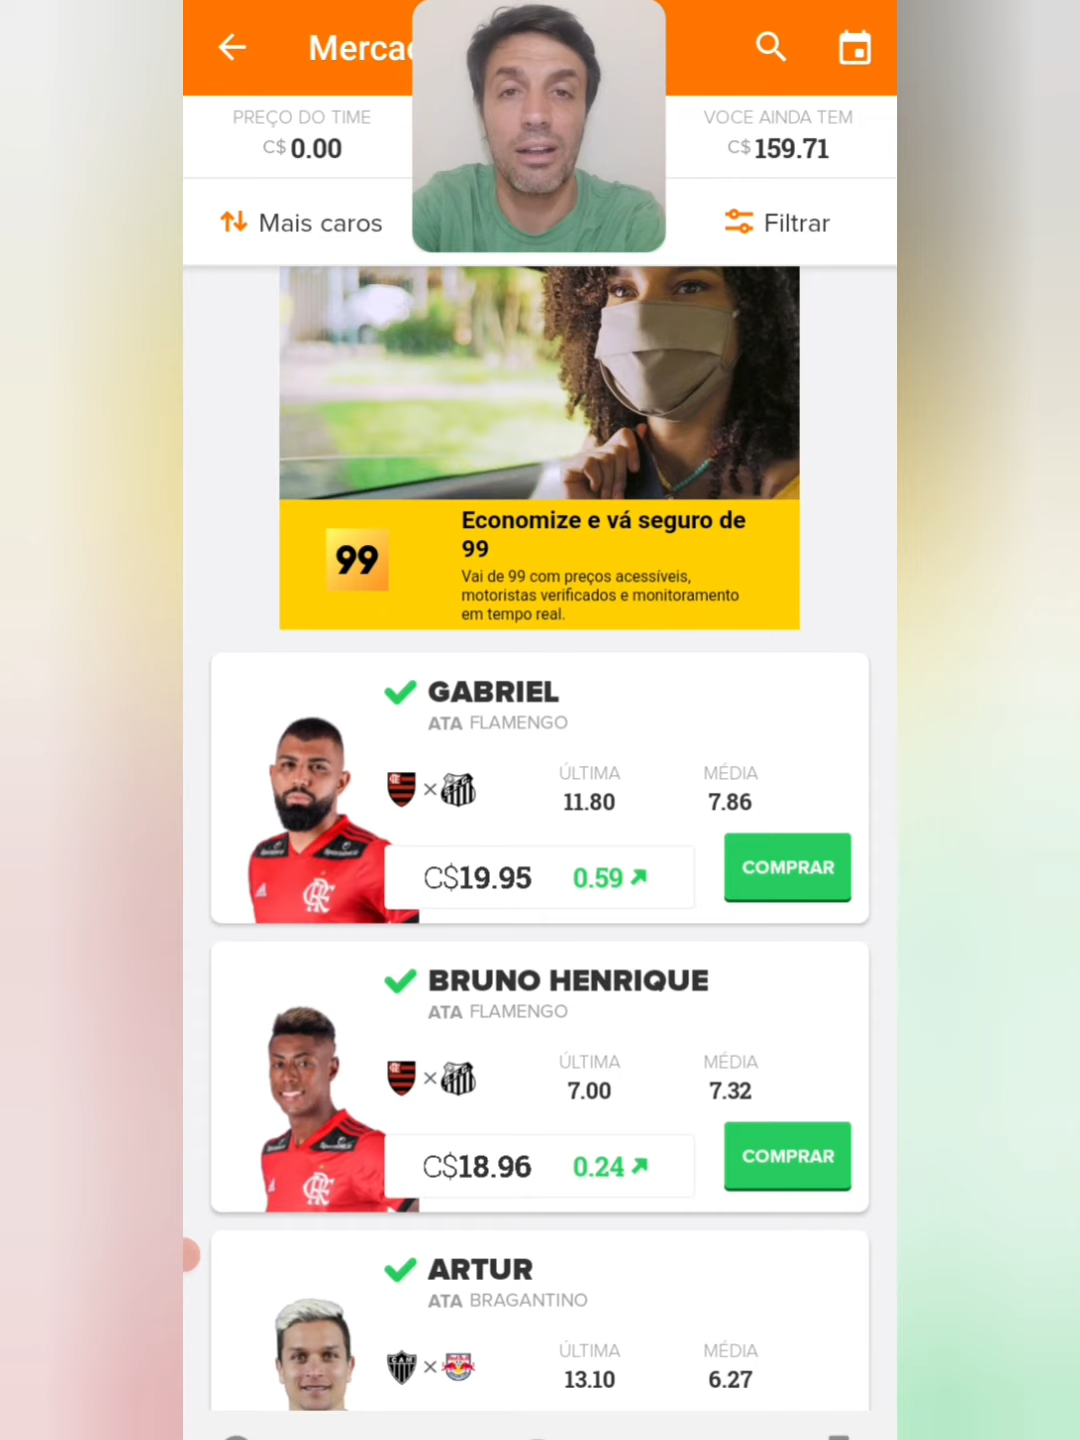 Merca
PREÇO DO TIME
C$ 0.00
VOCE AINDA TEM
C$ 159.71
Mais caros
Filtrar
Economize e vá seguro de
99
99
Vai de 99 com preços acessíveis,
motoristas verificados e monitoramento
em tempo real.
GABRIEL
ATA FLAMENGO
ÚLTIMA
MÉDIA
×
11.80
7.86
C$19.95
0.59
COMPRAR
BRUNO HENRIQUE
ATA FLAMENGO
ÚLTIMA
MÉDIA
×
7.00
7.32
C$18.96
0.24
COMPRAR
ARTUR
ATA BRAGANTINO
ÚLTIMA
MÉDIA
×
13.10
6.27